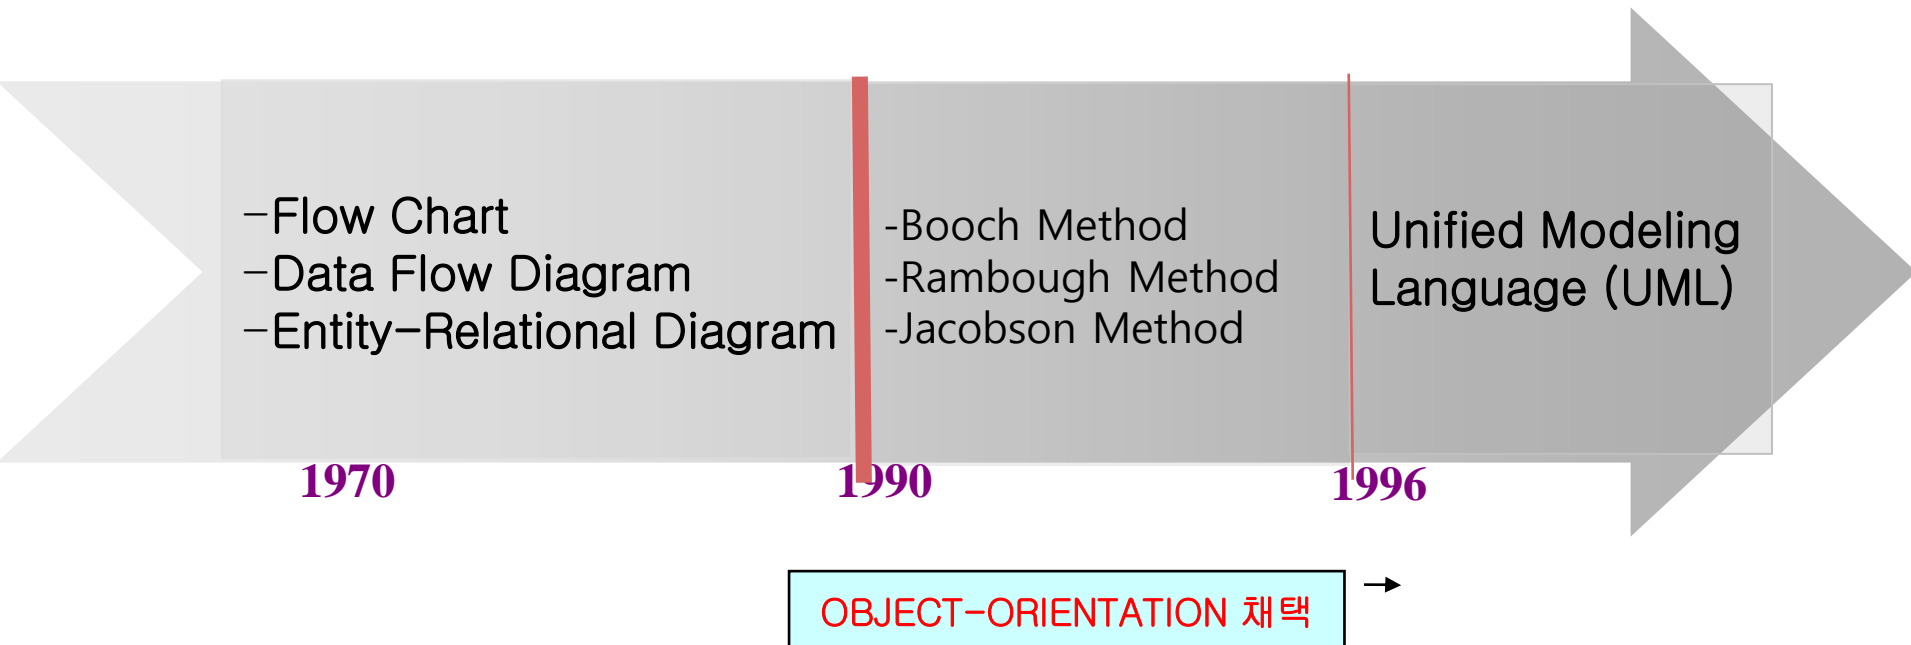 -Flow Chart
-Data Flow Diagram
-Entity-Relational Diagram
-Booch Method
-Rambough Method
-Jacobson Method
Unified Modeling
Language (UML)
1970
1990
1996
OBJECT-ORIENTATION 채택